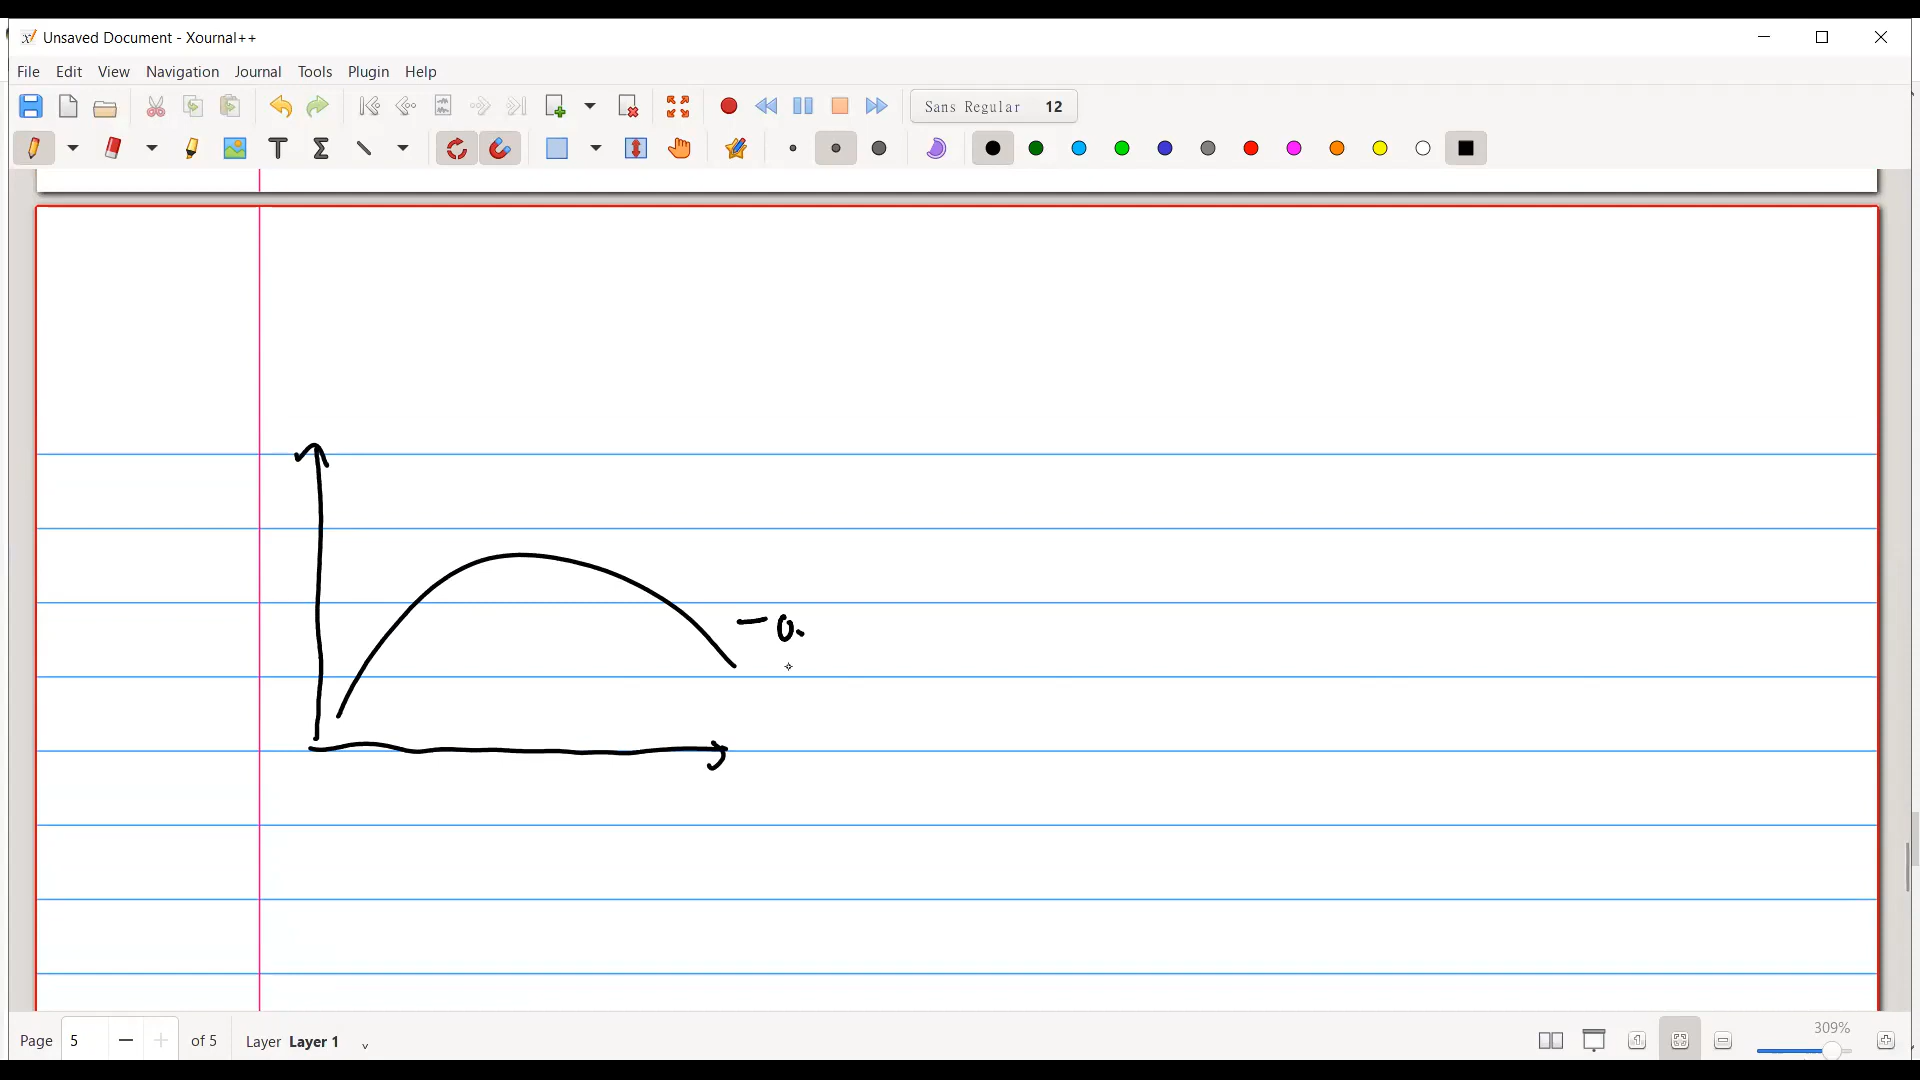 Unsaved Document - Xournal++
File Edit View Navigation Journal Tools Plugin Help
Sans Regular 12
- 0.
Page 5 of 5 Layer Layer 1
309%